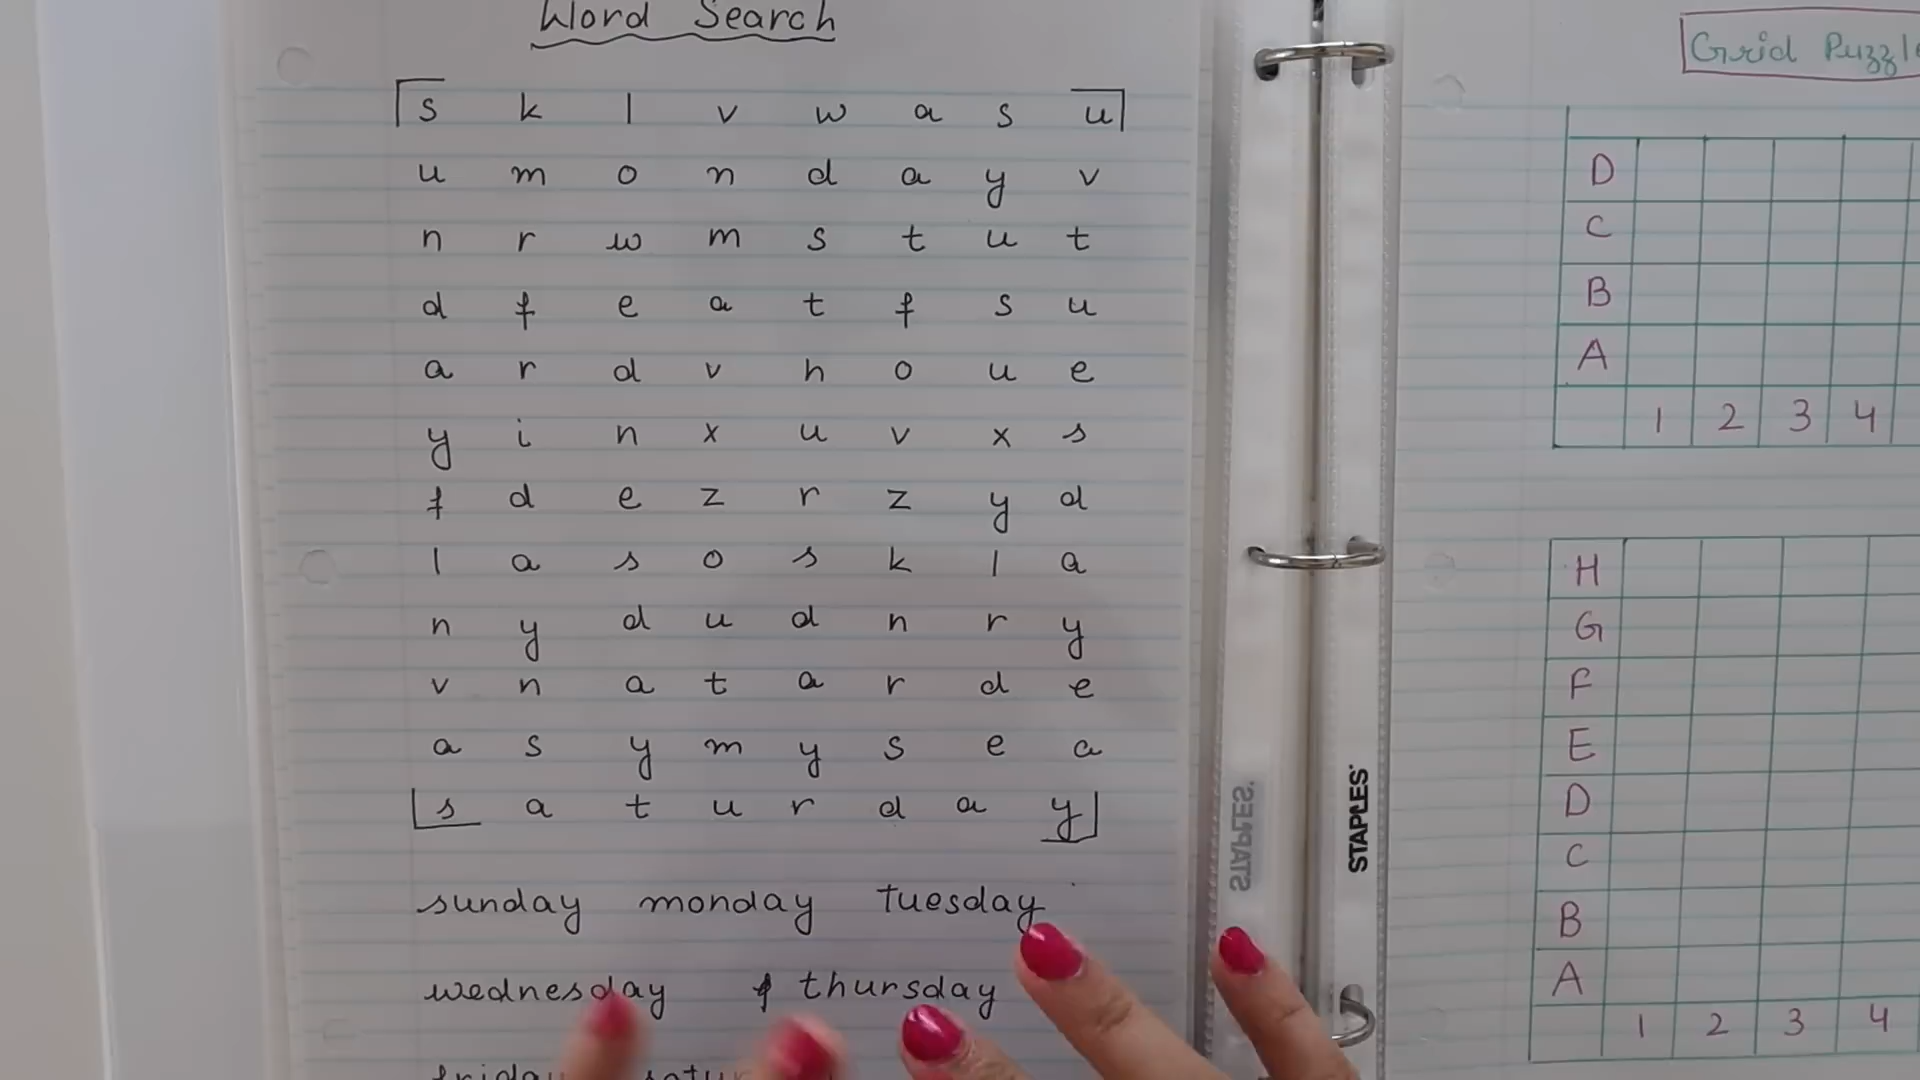 Word Search
s k l v w a s u
u m o n d a y v
n r w m s t u t
d f e a t f s u
a r d v h o u e
y i n x u v x s
f d e z r z y d
l a s o s k l a
n y d u d n r y
v n a t a r d e
a s y m y s e a
s a t u r d a y
sunday monday tuesday
wednesday thursday
friday
STAPLES
STAPLES
Grid Puzzle
D
C
B
A
1 2 3 4
H
G
F
E
D
C
B
A
1 2 3 4